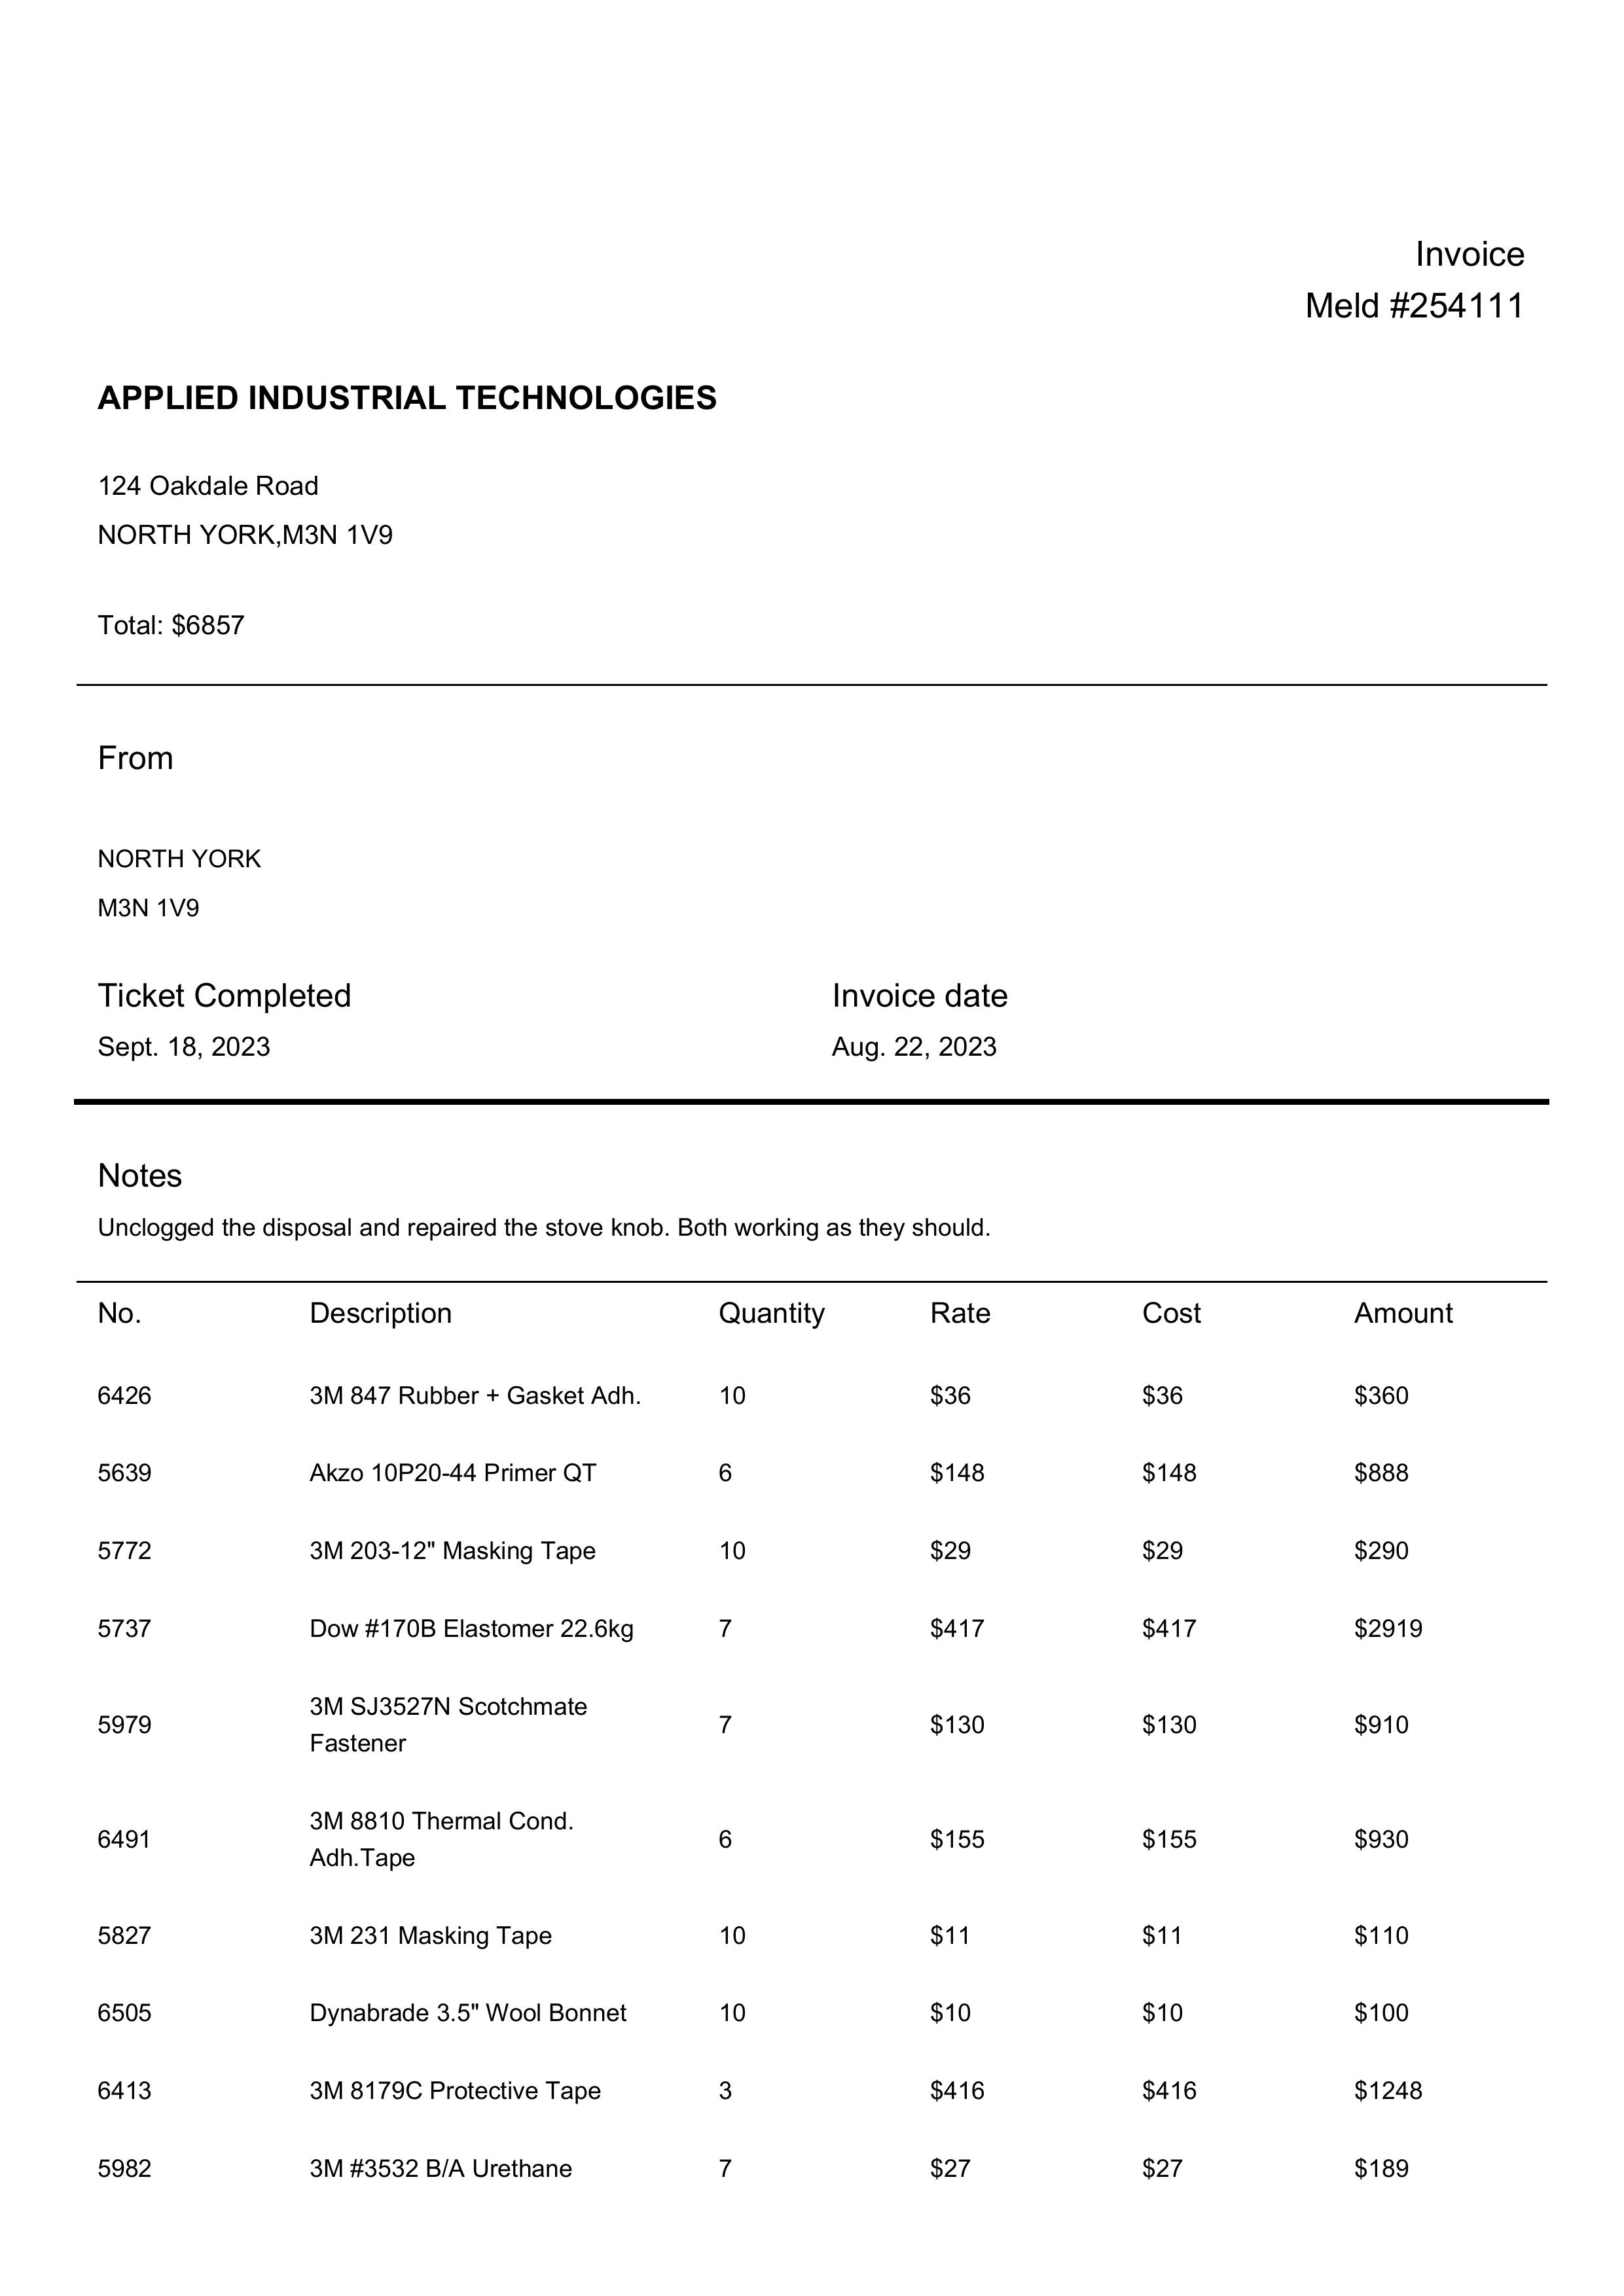 Invoice
Meld #254111
APPLIED INDUSTRIAL TECHNOLOGIES
124 Oakdale Road
NORTH YORK,M3N 1V9
Total: $6857
From
NORTH YORK
M3N 1V9
Ticket Completed Invoice date
Sept. 18, 2023 Aug. 22, 2023
Notes
Unclogged the disposal and repaired the stove knob. Both working as they should.
No. Description Quantity Rate Cost Amount
6426 3M 847 Rubber + Gasket Adh. 10 $36 $36 $360
5639 Akzo 10P20-44 Primer QT 6 $148 $148 $888
5772 3M 203-12" Masking Tape 10 $29 $29 $290
5737 Dow #170B Elastomer 22.6kg 7 $417 $417 $2919
3M SJ3527N Scotchmate
5979 7 $130 $130 $910
Fastener
3M 8810 Thermal Cond.
6491 6 $155 $155 $930
Adh.Tape
5827 3M 231 Masking Tape 10 $11 $11 $110
6505 Dynabrade 3.5" Wool Bonnet 10 $10 $10 $100
6413 3M 8179C Protective Tape 3 $416 $416 $1248
5982 3M #3532 B/A Urethane 7 $27 $27 $189